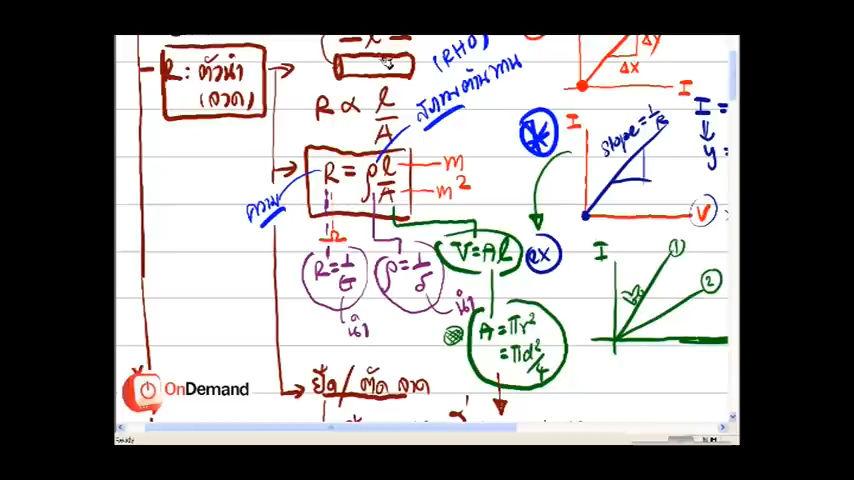 (RHO)
R : ตัวนำ
(ลวด)
R ∝ l/A
สภาพต้านทาน
R = ρ l/A
m
m²
ความ
Ω
R = 1/G
นำ
ρ = 1/σ
นำ
V = Al
A = πr²
= πd²/4
ยืด / ตัด ลวด
Δy
Δx
I
I
slope = 1/R
V
I =
y =
ex
I
1
2
OnDemand
Ready